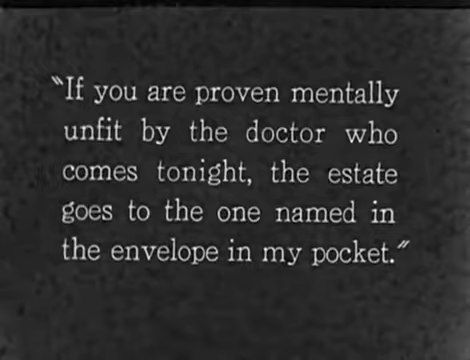 "If you are proven mentally
unfit by the doctor who
comes tonight, the estate
goes to the one named in
the envelope in my pocket."